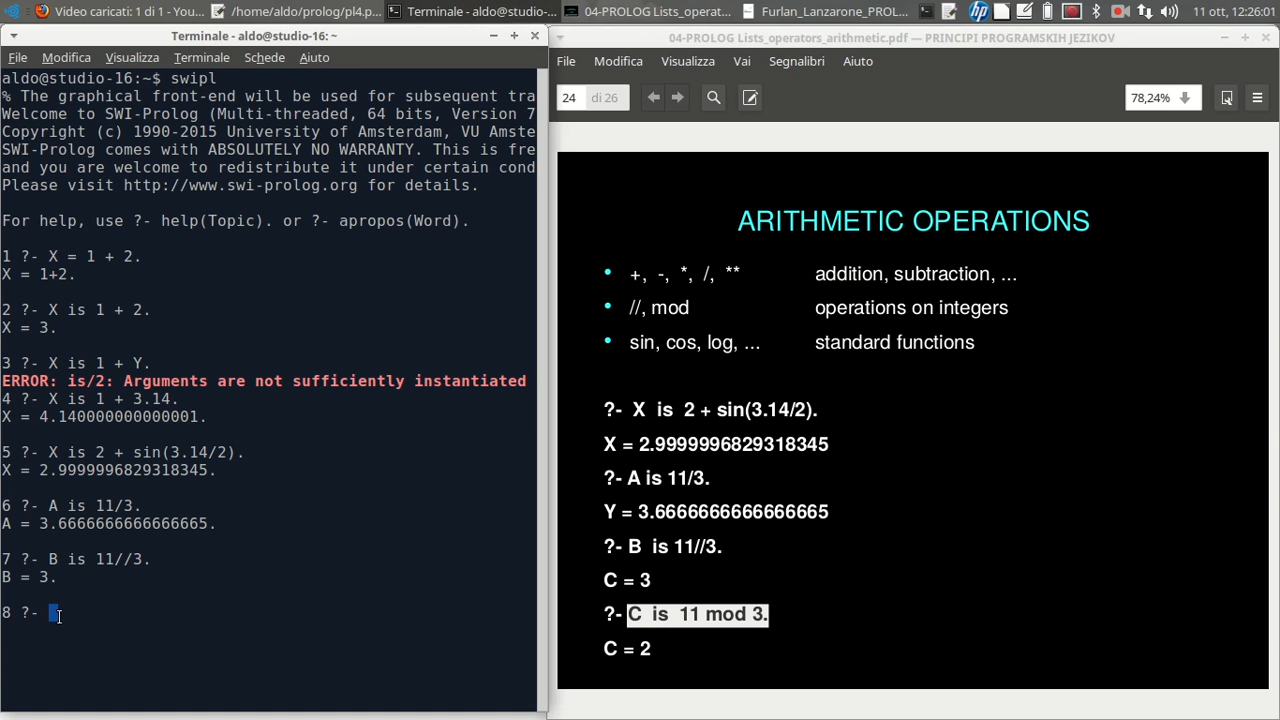 Video caricati: 1 di 1 - You...
/home/aldo/prolog/pl4.p...
Terminale - aldo@studio-...
04-PROLOG Lists_operat...
Furlan_Lanzarone_PROL...
11 ott, 12:26:01
Terminale - aldo@studio-16: ~
File Modifica Visualizza Terminale Schede Aiuto
aldo@studio-16:~$ swipl
% The graphical front-end will be used for subsequent tra
Welcome to SWI-Prolog (Multi-threaded, 64 bits, Version 7
Copyright (c) 1990-2015 University of Amsterdam, VU Amste
SWI-Prolog comes with ABSOLUTELY NO WARRANTY. This is fre
and you are welcome to redistribute it under certain cond
Please visit http://www.swi-prolog.org for details.
For help, use ?- help(Topic). or ?- apropos(Word).
1 ?- X = 1 + 2.
X = 1+2.
2 ?- X is 1 + 2.
X = 3.
3 ?- X is 1 + Y.
ERROR: is/2: Arguments are not sufficiently instantiated
4 ?- X is 1 + 3.14.
X = 4.140000000000001.
5 ?- X is 2 + sin(3.14/2).
X = 2.9999996829318345.
6 ?- A is 11/3.
A = 3.6666666666666665.
7 ?- B is 11//3.
B = 3.
8 ?-
04-PROLOG Lists_operators_arithmetic.pdf — PRINCIPI PROGRAMSKIH JEZIKOV
File Modifica Visualizza Vai Segnalibri Aiuto
24 di 26
78,24%
ARITHMETIC OPERATIONS
• +, -, *, /, ** addition, subtraction, ...
• //, mod operations on integers
• sin, cos, log, ... standard functions
?- X is 2 + sin(3.14/2).
X = 2.9999996829318345
?- A is 11/3.
Y = 3.6666666666666665
?- B is 11//3.
C = 3
?- C is 11 mod 3.
C = 2